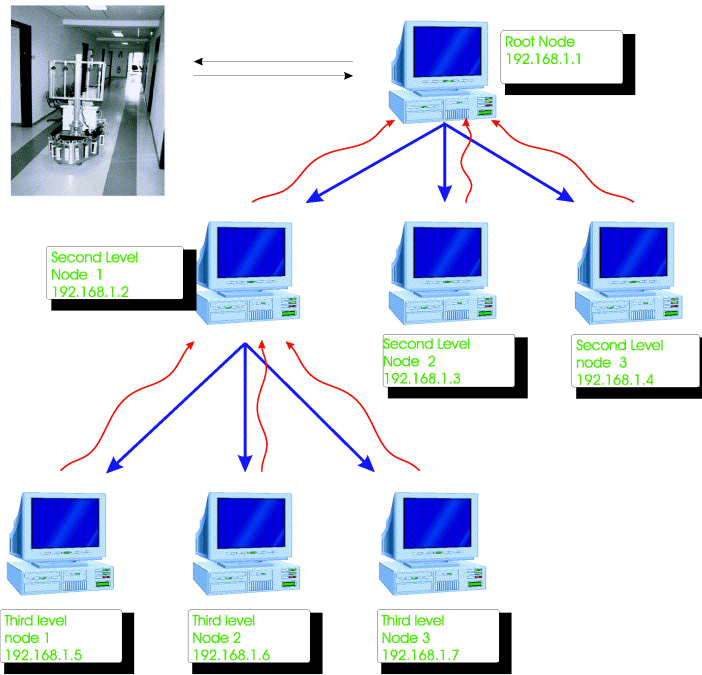 Root Node
192.168.1.1
Second Level
Node 1
192.168.1.2
Second Level
Node 2
192.168.1.3
Second Level
node 3
192.168.1.4
Third level
node 1
192.168.1.5
Third level
Node 2
192.168.1.6
Third level
Node 3
192.168.1.7